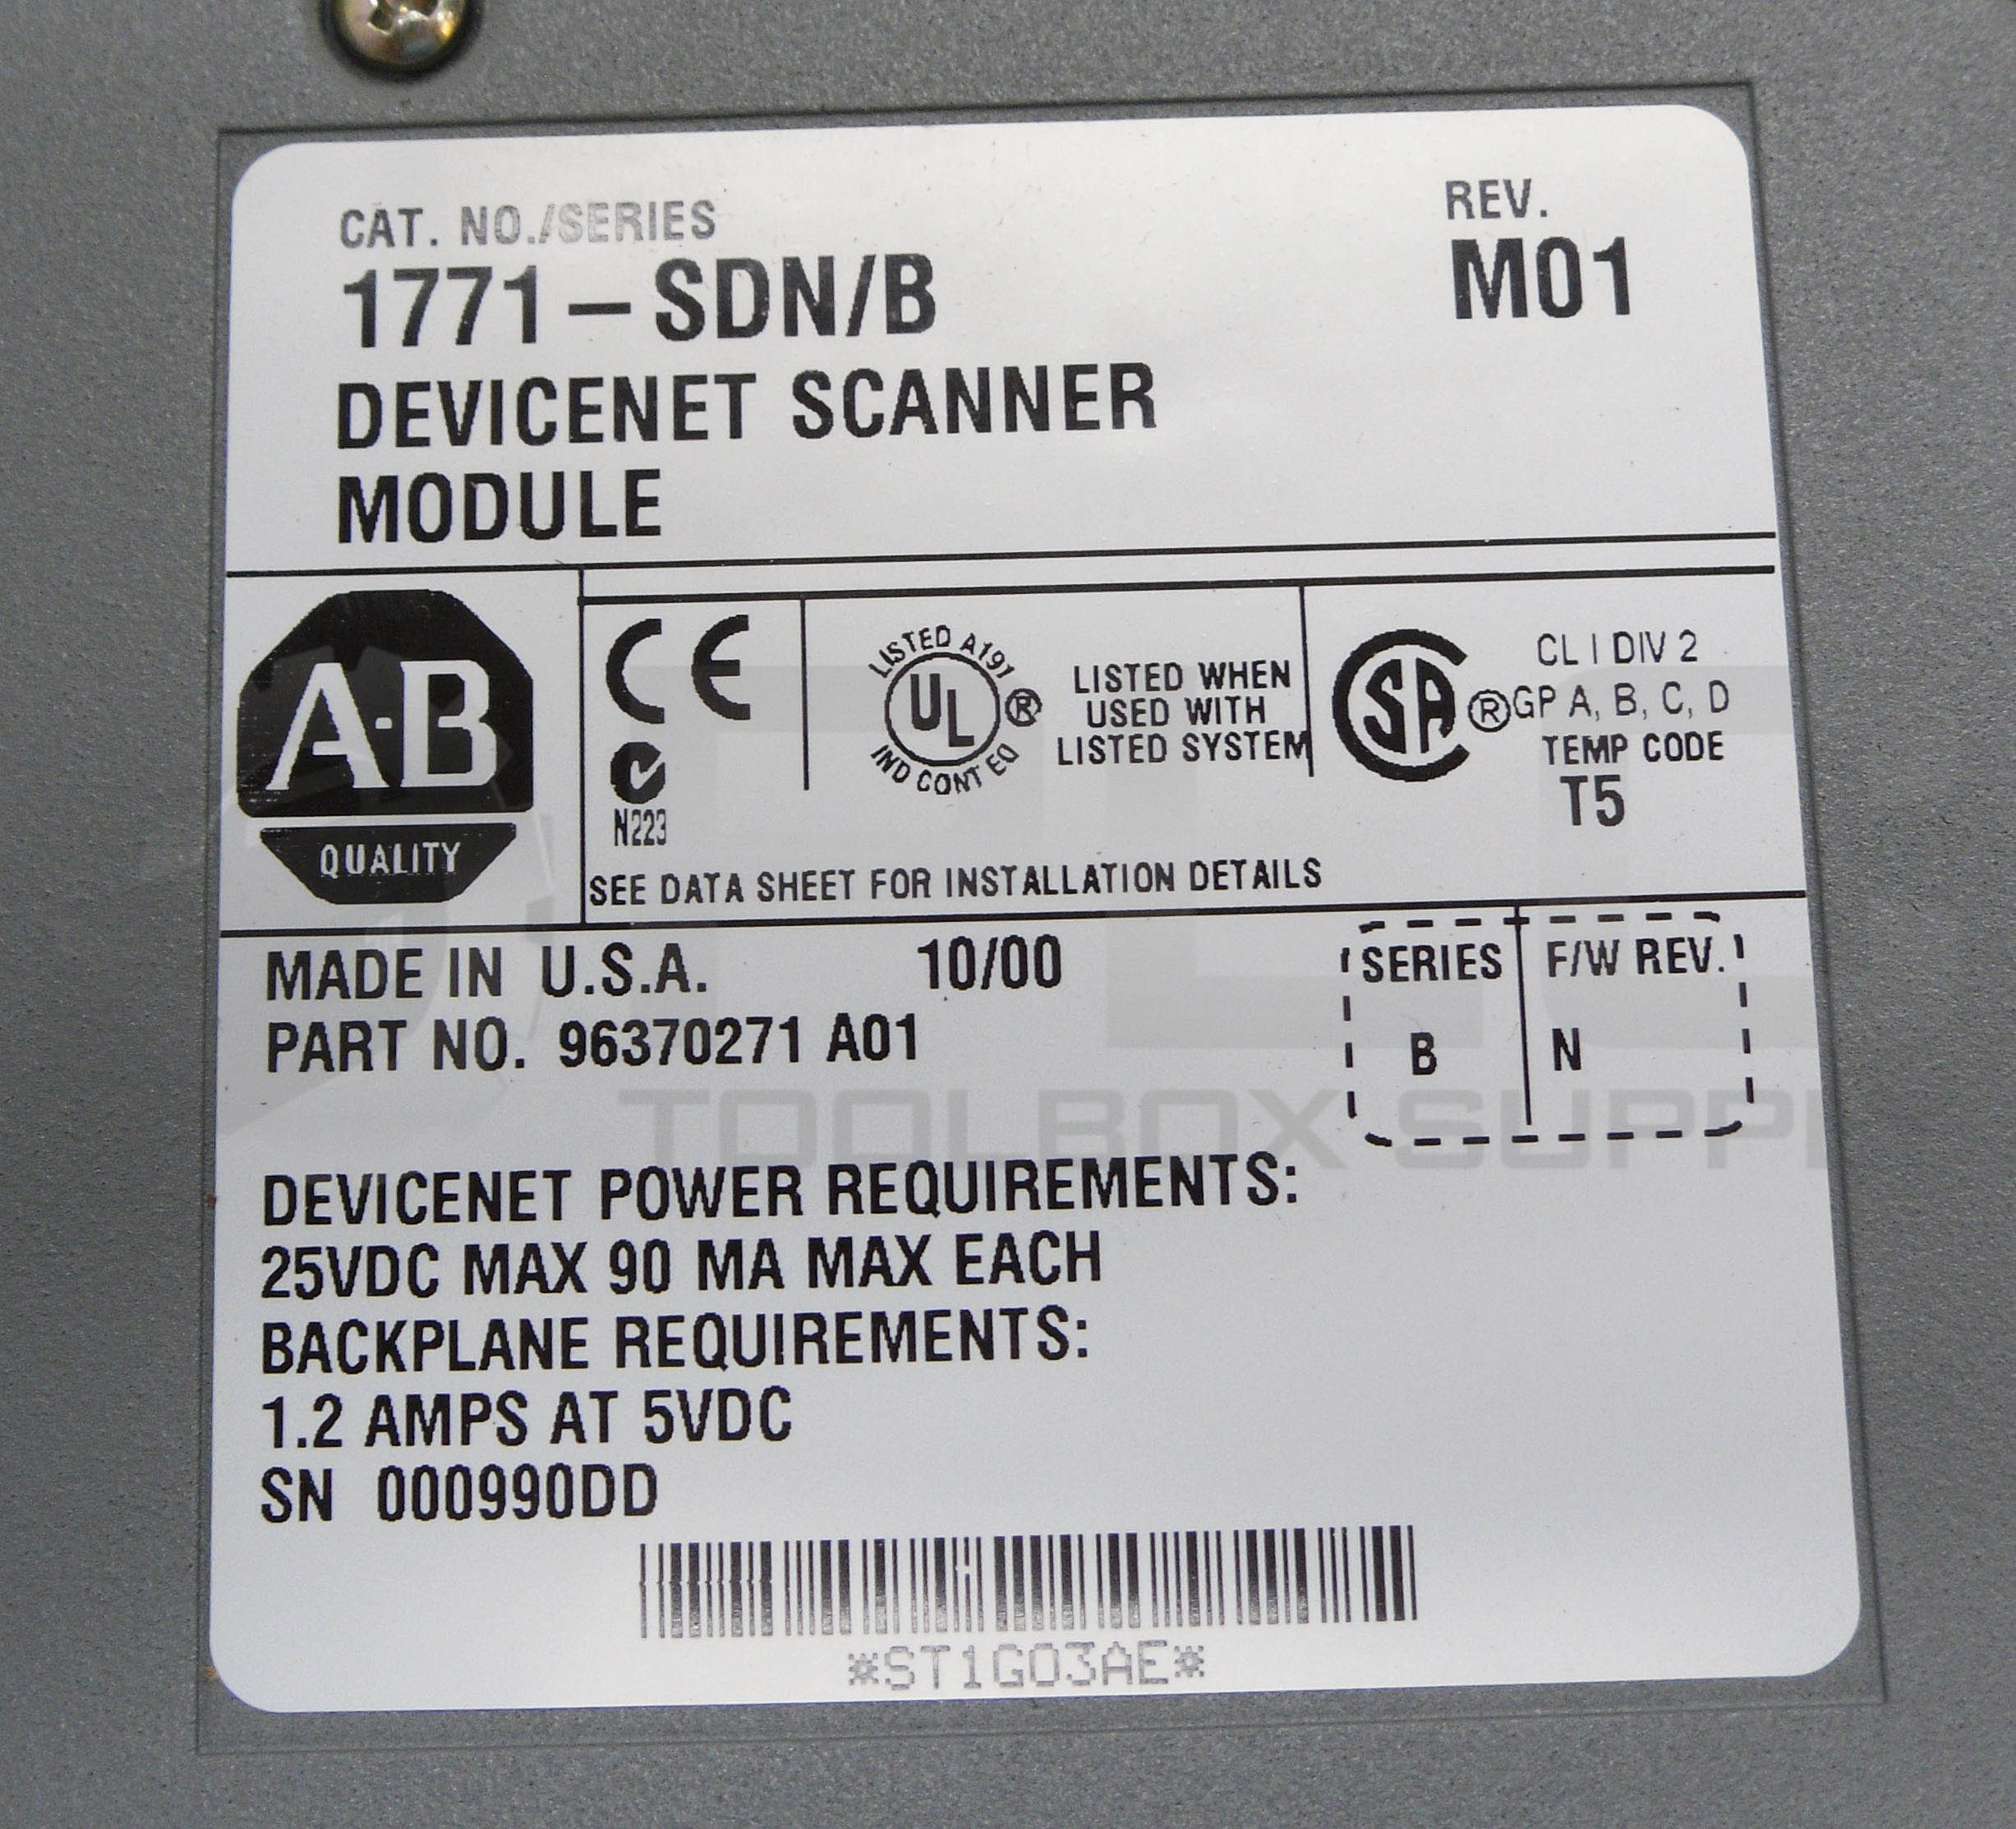 CAT. NO./SERIES
REV.
1771-SDN/B
M01
DEVICENET SCANNER
MODULE
A-B
QUALITY
CE
N223
LISTED A191
UL ®
IND CONT EQ
LISTED WHEN
USED WITH
LISTED SYSTEM
SA ®
CL I DIV 2
GP A, B, C, D
TEMP CODE
T5
SEE DATA SHEET FOR INSTALLATION DETAILS
MADE IN U.S.A. 10/00
PART NO. 96370271 A01
SERIES F/W REV.
B N
PLC
TOOLBOX SUPPL
DEVICENET POWER REQUIREMENTS:
25VDC MAX 90 MA MAX EACH
BACKPLANE REQUIREMENTS:
1.2 AMPS AT 5VDC
SN 000990DD
*ST1G03AE*